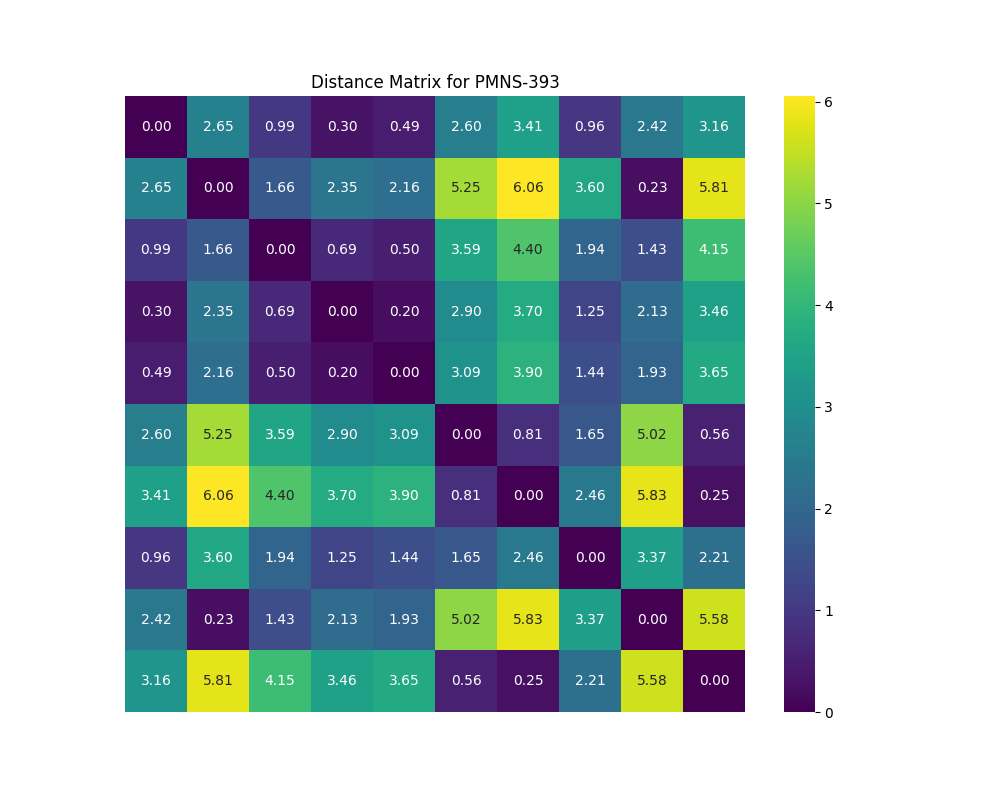 Distance Matrix for PMNS-393
0.00 2.65 0.99 0.30 0.49 2.60 3.41 0.96 2.42 3.16
2.65 0.00 1.66 2.35 2.16 5.25 6.06 3.60 0.23 5.81
0.99 1.66 0.00 0.69 0.50 3.59 4.40 1.94 1.43 4.15
0.30 2.35 0.69 0.00 0.20 2.90 3.70 1.25 2.13 3.46
0.49 2.16 0.50 0.20 0.00 3.09 3.90 1.44 1.93 3.65
2.60 5.25 3.59 2.90 3.09 0.00 0.81 1.65 5.02 0.56
3.41 6.06 4.40 3.70 3.90 0.81 0.00 2.46 5.83 0.25
0.96 3.60 1.94 1.25 1.44 1.65 2.46 0.00 3.37 2.21
2.42 0.23 1.43 2.13 1.93 5.02 5.83 3.37 0.00 5.58
3.16 5.81 4.15 3.46 3.65 0.56 0.25 2.21 5.58 0.00
6
5
4
3
2
1
0